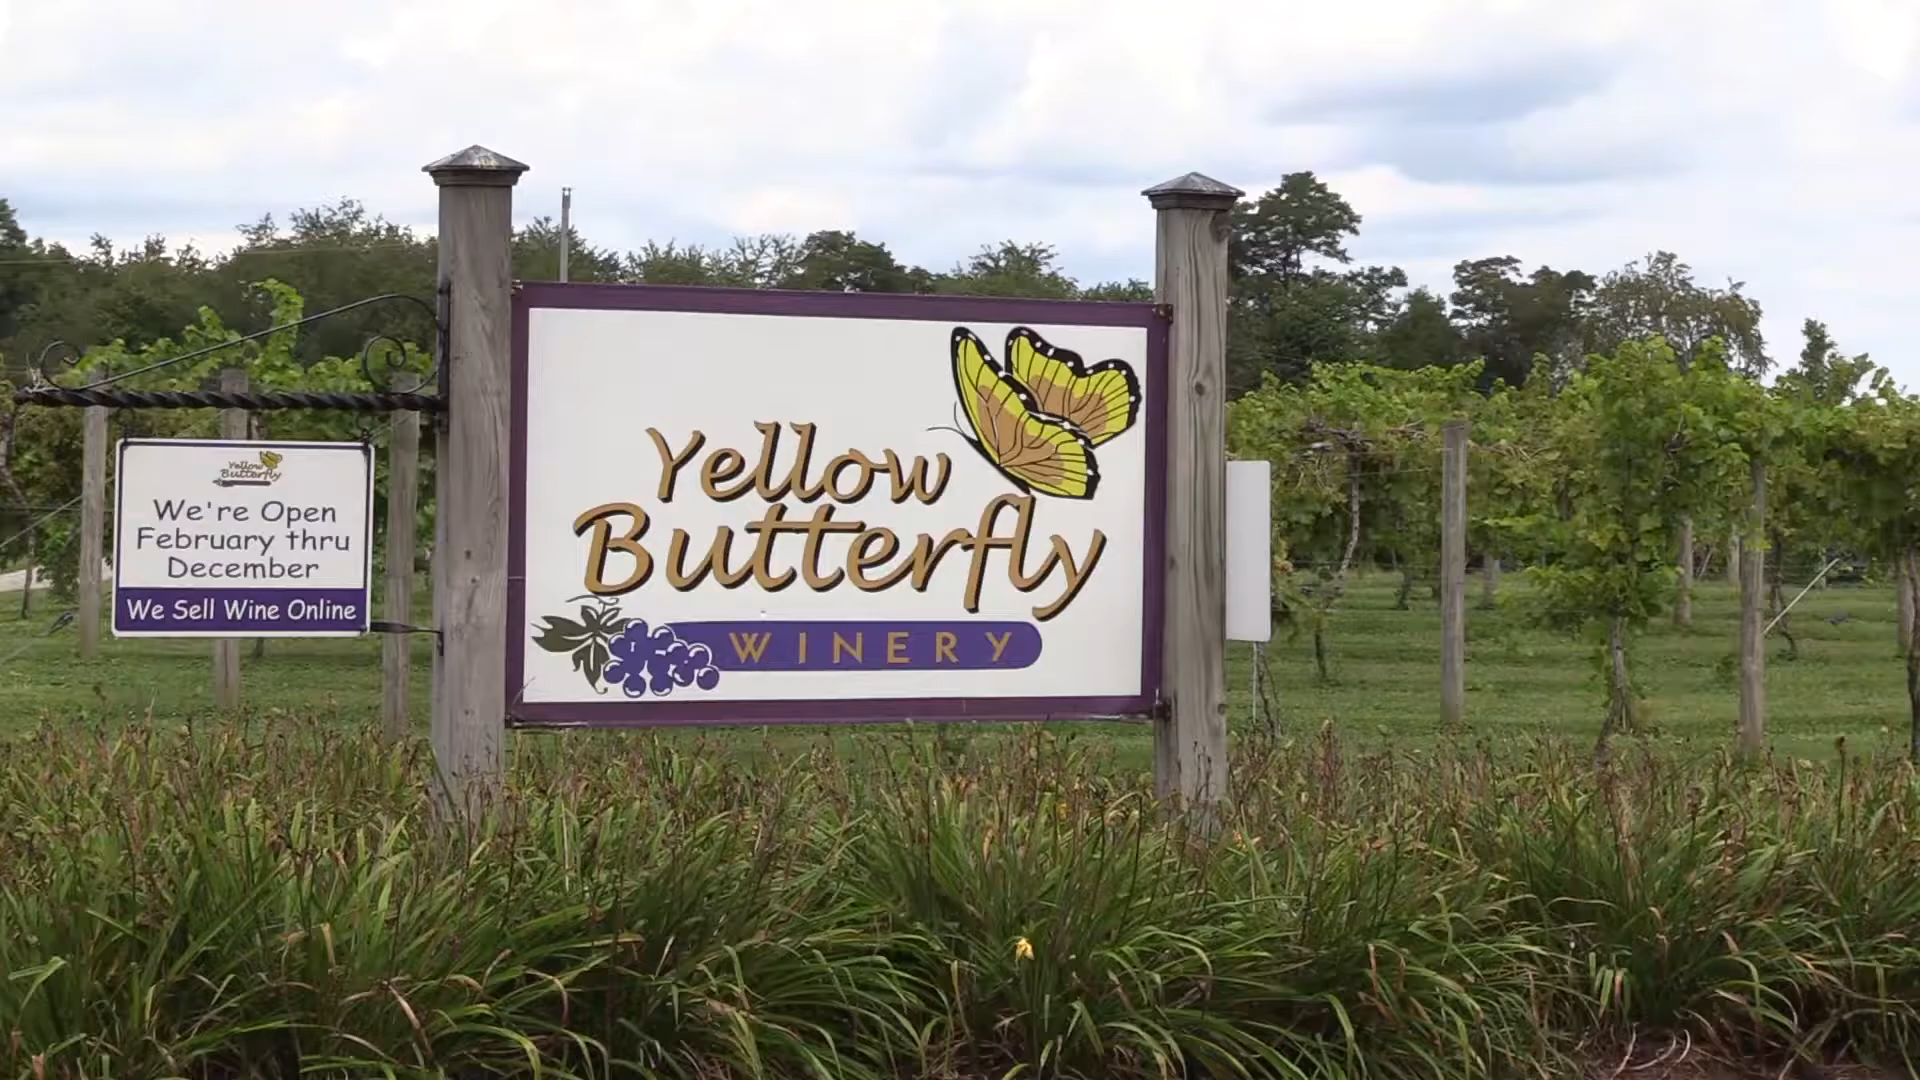 Yellow
Butterfly
We're Open
February thru
December
We Sell Wine Online
Yellow
Butterfly
WINERY